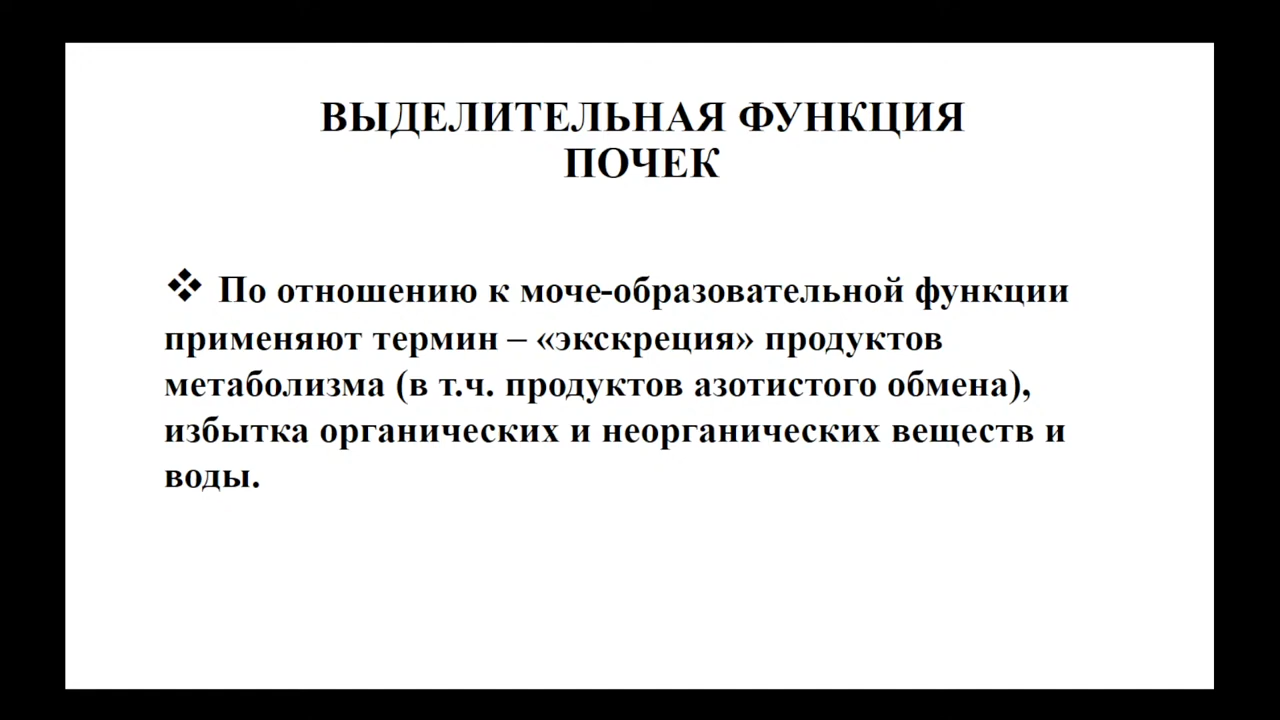 ВЫДЕЛИТЕЛЬНАЯ ФУНКЦИЯ
ПОЧЕК
❖ По отношению к моче-образовательной функции
применяют термин – «экскреция» продуктов
метаболизма (в т.ч. продуктов азотистого обмена),
избытка органических и неорганических веществ и
воды.